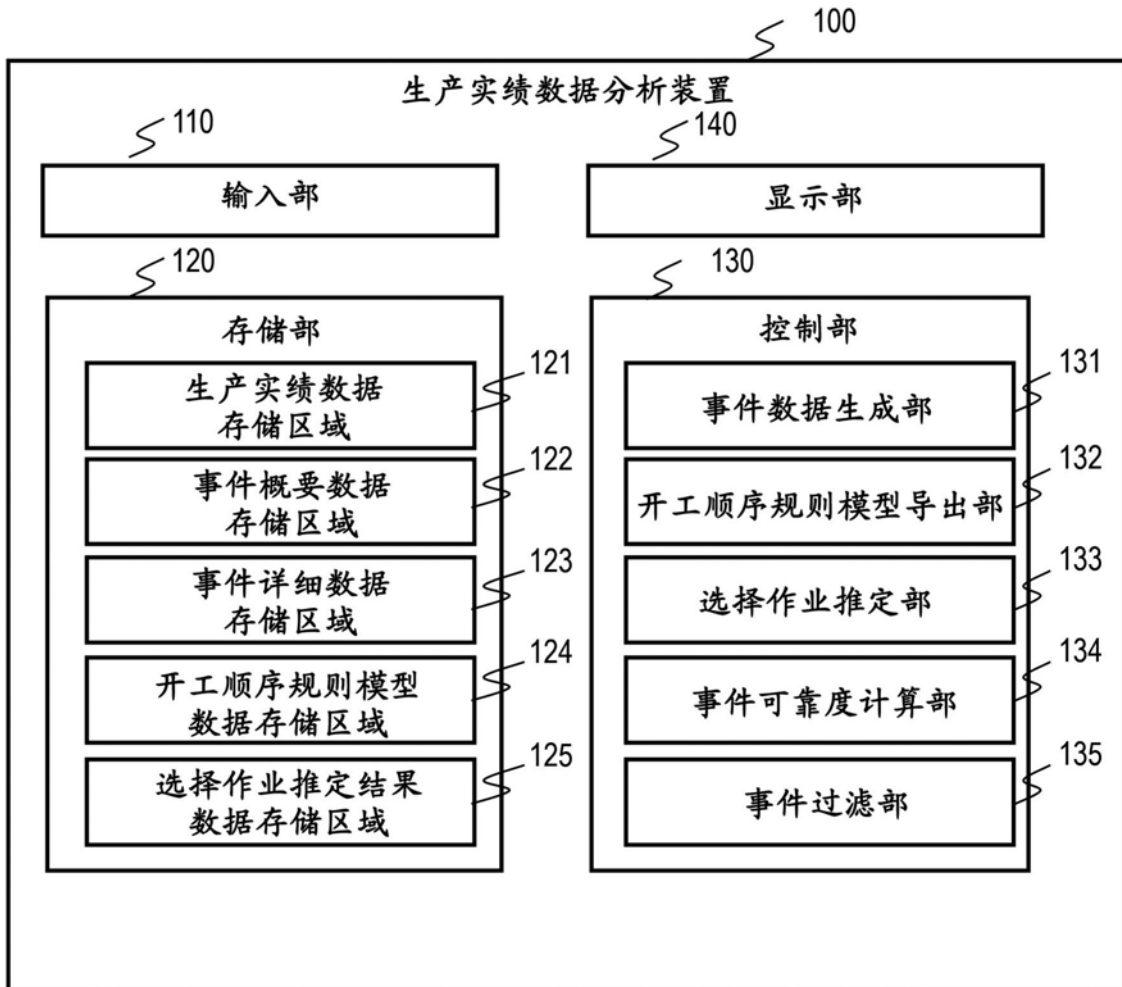 100
生产实绩数据分析装置
110
输入部
140
显示部
120
存储部
121
生产实绩数据
存储区域
122
事件概要数据
存储区域
123
事件详细数据
存储区域
124
开工顺序规则模型
数据存储区域
125
选择作业推定结果
数据存储区域
130
控制部
131
事件数据生成部
132
开工顺序规则模型导出部
133
选择作业推定部
134
事件可靠度计算部
135
事件过滤部